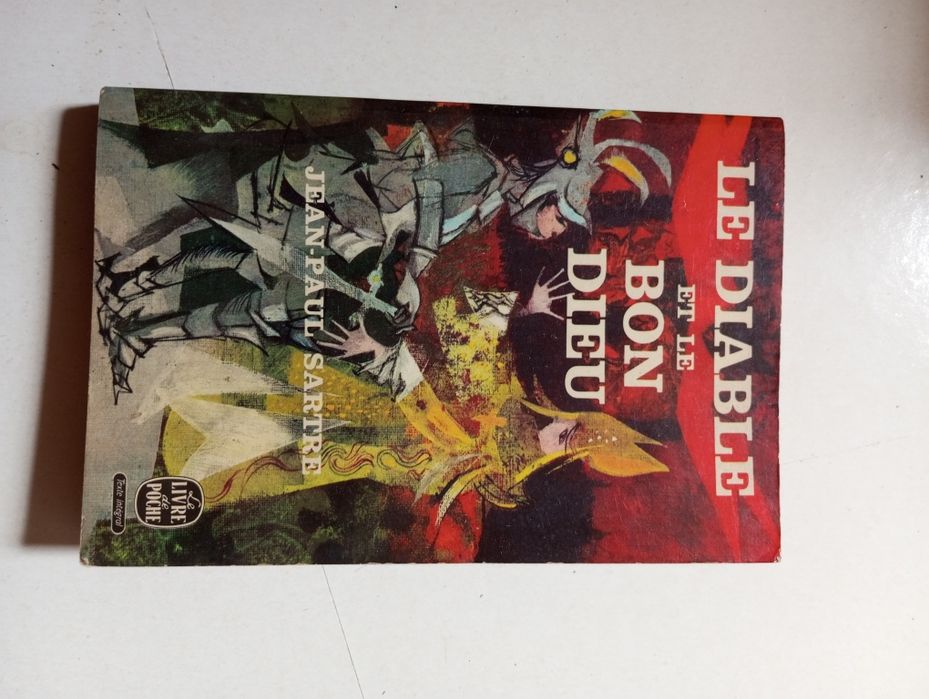 LE DIABLE
ET LE
BON
DIEU
JEAN-PAUL SARTRE
Le
LIVRE
de
POCHE
Texte intégral